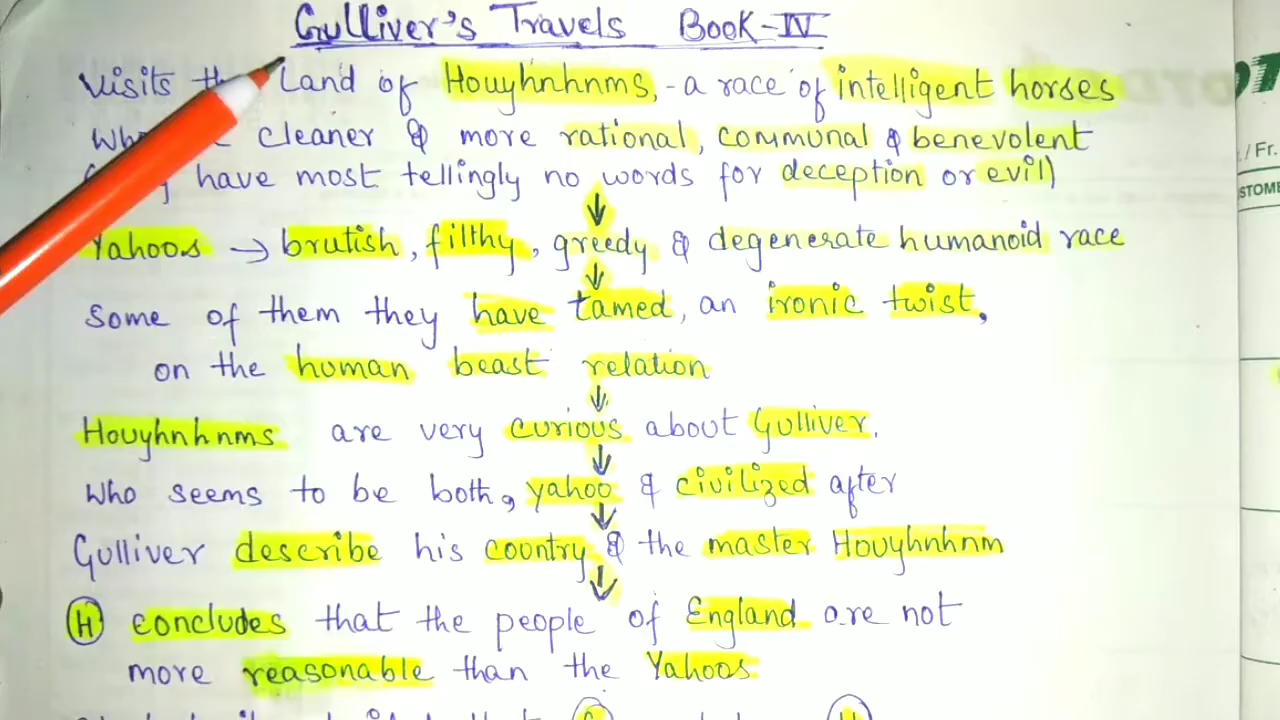 Gulliver's Travels Book-IV
Visits the Land of Houyhnhnms, - a race of intelligent horses
cleaner & more rational, communal & benevolent
have most tellingly no words for deception or evil)
Yahoos → brutish, filthy, greedy & degenerate humanoid race
Some of them they have tamed, an ironic twist,
on the human beast relation
Houyhnhnms are very curious about Gulliver.
Who seems to be both, yahoo & civilized after
Gulliver describe his country & the master Houyhnhnm
(H) concludes that the people of England are not
more reasonable than the Yahoos
/ Fr.
STOME